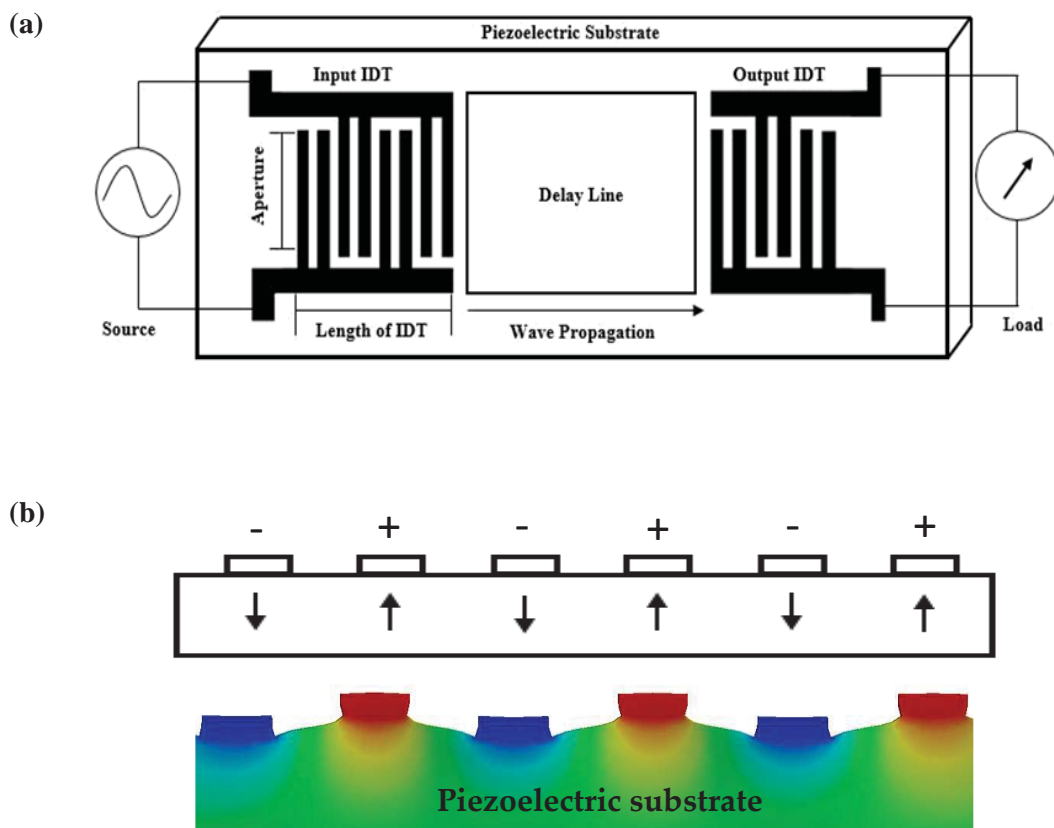 (a)
Piezoelectric Substrate
Input IDT
Output IDT
Aperture
Delay Line
Source
Length of IDT
Wave Propagation
Load
(b)
- + - + - +
Piezoelectric substrate